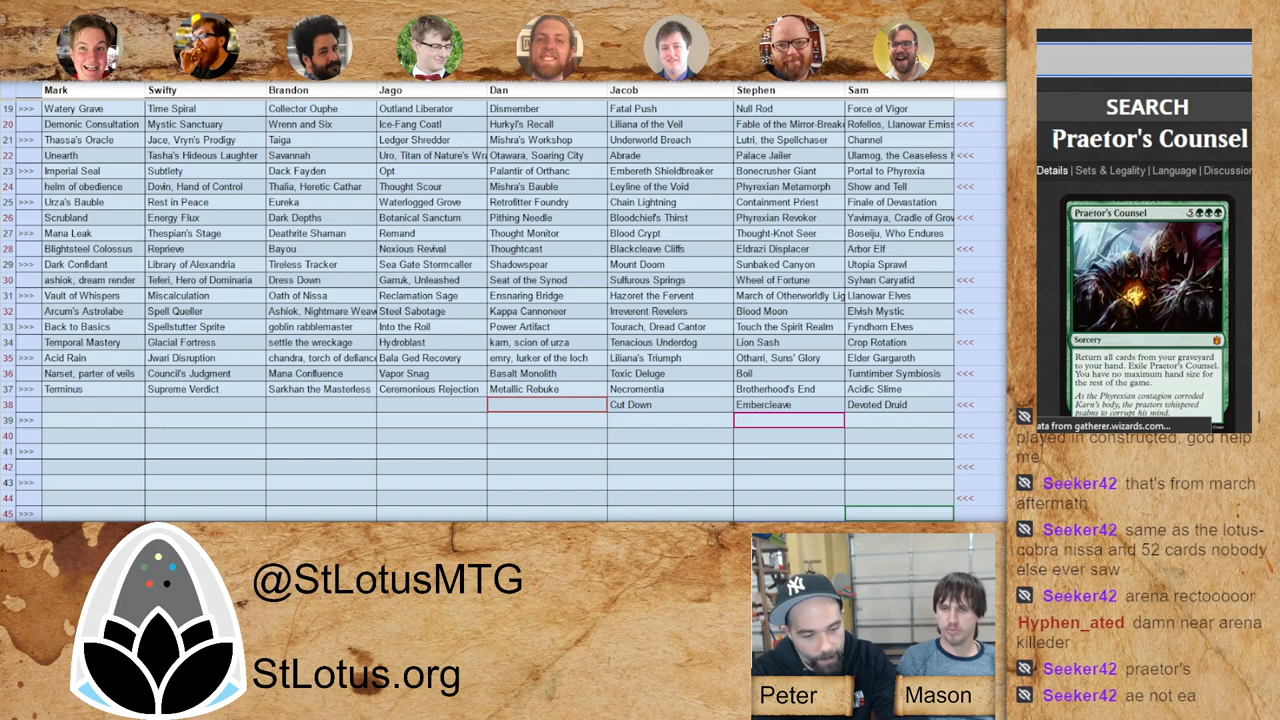 Mark Swifty Brandon Jago Dan Jacob Stephen Sam
19 >>> Watery Grave Time Spiral Collector Ouphe Outland Liberator Dismember Fatal Push Null Rod Force of Vigor
20 Demonic Consultation Mystic Sanctuary Wrenn and Six Ice-Fang Coatl Hurkyl's Recall Liliana of the Veil Fable of the Mirror-Breake Rofellos, Llanowar Emiss <<<
21 >>> Thassa's Oracle Jace, Vryn's Prodigy Taiga Ledger Shredder Mishra's Workshop Underworld Breach Lutri, the Spellchaser Channel
22 Unearth Tasha's Hideous Laughter Savannah Uro, Titan of Nature's Wra Otawara, Soaring City Abrade Palace Jailer Ulamog, the Ceaseless H <<<
23 >>> Imperial Seal Subtlety Dack Fayden Opt Palantir of Orthanc Embereth Shieldbreaker Bonecrusher Giant Portal to Phyrexia
24 helm of obedience Dovin, Hand of Control Thalia, Heretic Cathar Thought Scour Mishra's Bauble Leyline of the Void Phyrexian Metamorph Show and Tell <<<
25 >>> Urza's Bauble Rest in Peace Eureka Waterlogged Grove Retrofitter Foundry Chain Lightning Containment Priest Finale of Devastation
26 Scrubland Energy Flux Dark Depths Botanical Sanctum Pithing Needle Bloodchief's Thirst Phyrexian Revoker Yavimaya, Cradle of Grov <<<
27 >>> Mana Leak Thespian's Stage Deathrite Shaman Remand Thought Monitor Blood Crypt Thought-Knot Seer Boseiju, Who Endures
28 Blightsteel Colossus Reprieve Bayou Noxious Revival Thoughtcast Blackcleave Cliffs Eldrazi Displacer Arbor Elf <<<
29 >>> Dark Confidant Library of Alexandria Tireless Tracker Sea Gate Stormcaller Shadowspear Mount Doom Sunbaked Canyon Utopia Sprawl
30 ashiok, dream render Teferi, Hero of Dominaria Dress Down Garruk, Unleashed Seat of the Synod Sulfurous Springs Wheel of Fortune Sylvan Caryatid <<<
31 >>> Vault of Whispers Miscalculation Oath of Nissa Reclamation Sage Ensnaring Bridge Hazoret the Fervent March of Otherworldly Lig Llanowar Elves
32 Arcum's Astrolabe Spell Queller Ashiok, Nightmare Weav Steel Sabotage Kappa Cannoneer Irreverent Revelers Blood Moon Elvish Mystic <<<
33 >>> Back to Basics Spellstutter Sprite goblin rabblemaster Into the Roil Power Artifact Tourach, Dread Cantor Touch the Spirit Realm Fyndhorn Elves
34 Temporal Mastery Glacial Fortress settle the wreckage Hydroblast karn, scion of urza Tenacious Underdog Lion Sash Crop Rotation <<<
35 >>> Acid Rain Jwari Disruption chandra, torch of defiance Bala Ged Recovery emry, lurker of the loch Liliana's Triumph Otharri, Suns' Glory Elder Gargaroth
36 Narset, parter of veils Council's Judgment Mana Confluence Vapor Snag Basalt Monolith Toxic Deluge Boil Turntimber Symbiosis <<<
37 >>> Terminus Supreme Verdict Sarkhan the Masterless Ceremonious Rejection Metallic Rebuke Necromentia Brotherhood's End Acidic Slime
38 Cut Down Embercleave Devoted Druid <<<
39 >>>
40 <<<
41 >>>
42 <<<
43 >>>
44 <<<
45 >>>
@StLotusMTG
StLotus.org
NY
Peter
Mason
SEARCH
Praetor's Counsel
Details | Sets & Legality | Language | Discussion
Praetor's Counsel 5
Sorcery
Return all cards from your graveyard
to your hand. Exile Praetor's Counsel.
You have no maximum hand size for
the rest of the game.
As the Phyrexian contagion corroded
Karn's body, the praetors whispered
psalms to corrupt his mind.
ata from gatherer.wizards.com...
played in constructed, god help
me
Seeker42 that's from march
aftermath
Seeker42 same as the lotus-
cobra nissa and 52 cards nobody
else ever saw
Seeker42 arena rectooooor
Hyphen_ated damn near arena
killeder
Seeker42 praetor's
Seeker42 ae not ea